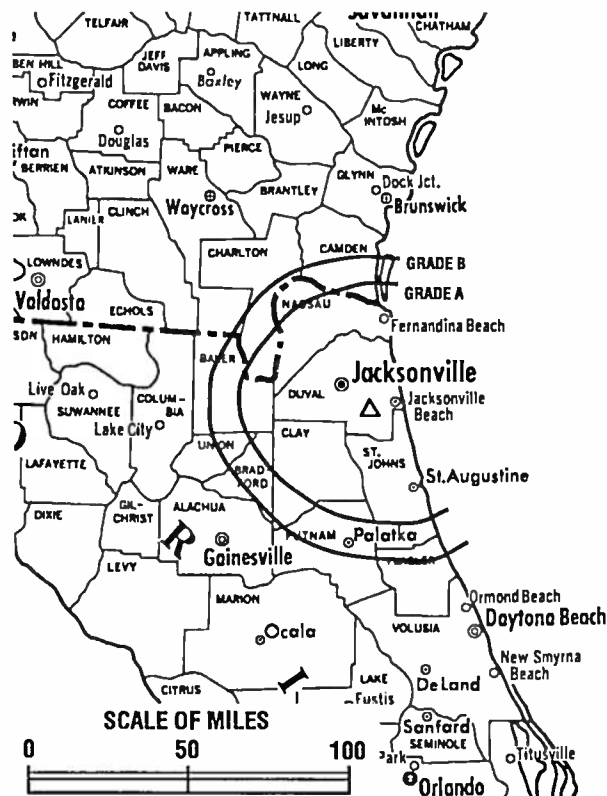 TATTNALL
Savannah
CHATHAM
TELFAIR
APPLING
LIBERTY
JEFF
DAVIS
BEN HILL
Fitzgerald
Baxley
LONG
WAYNE
Jesup
COFFEE
BACON
Mc
INTOSH
Douglas
PIERCE
BERRIEN
ATKINSON
WARE
GLYNN
Dock Jct.
BRANTLEY
Brunswick
LANIER
CLINCH
Waycross
CHARLTON
CAMDEN
GRADE B
LOWNDES
GRADE A
Valdosta
ECHOLS
NASSAU
Fernandina Beach
HAMILTON
BAKER
Jacksonville
Live Oak
DUVAL
SUWANNEE
COLUM-
BIA
Jacksonville
Beach
Lake City
CLAY
UNION
ST.
JOHNS
LAFAYETTE
BRAD-
FORD
St. Augustine
GIL-
CHRIST
ALACHUA
DIXIE
R
Gainesville
PUTNAM
Palatka
FLAGLER
LEVY
MARION
Ormond Beach
Daytona Beach
VOLUSIA
Ocala
New Smyrna
Beach
DeLand
I
LAKE
Eustis
CITRUS
SCALE OF MILES
Sanford
SEMINOLE
0 50 100
Park
Titusville
Orlando